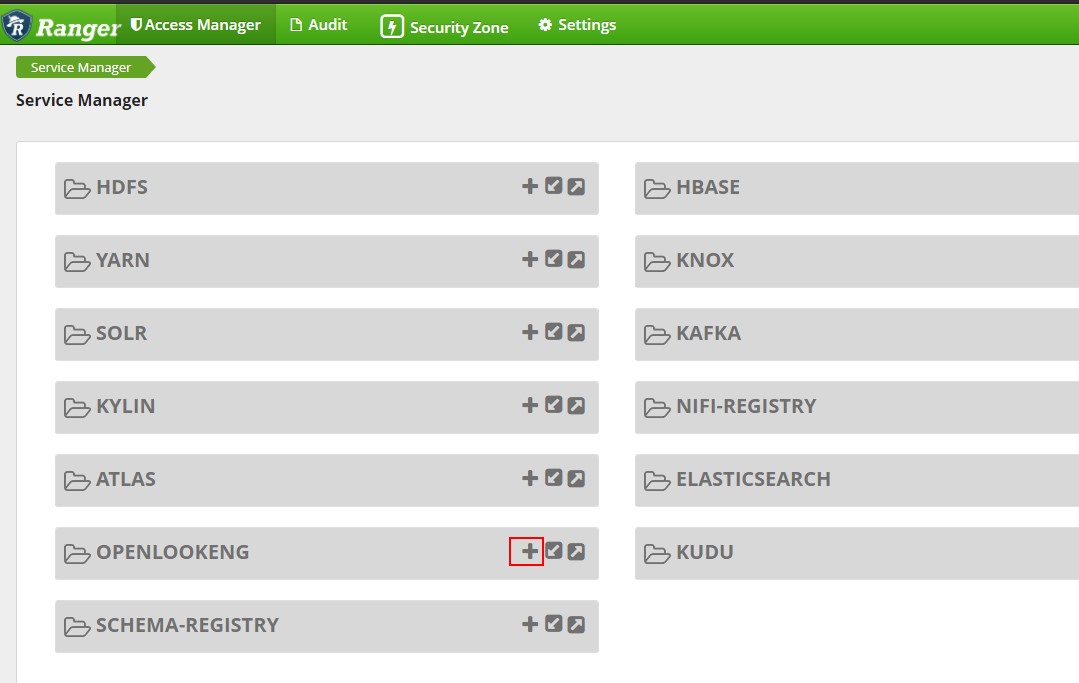 Ranger Access Manager Audit Security Zone Settings
Service Manager
Service Manager
HDFS
HBASE
YARN
KNOX
SOLR
KAFKA
KYLIN
NIFI-REGISTRY
ATLAS
ELASTICSEARCH
OPENLOOKENG
KUDU
SCHEMA-REGISTRY